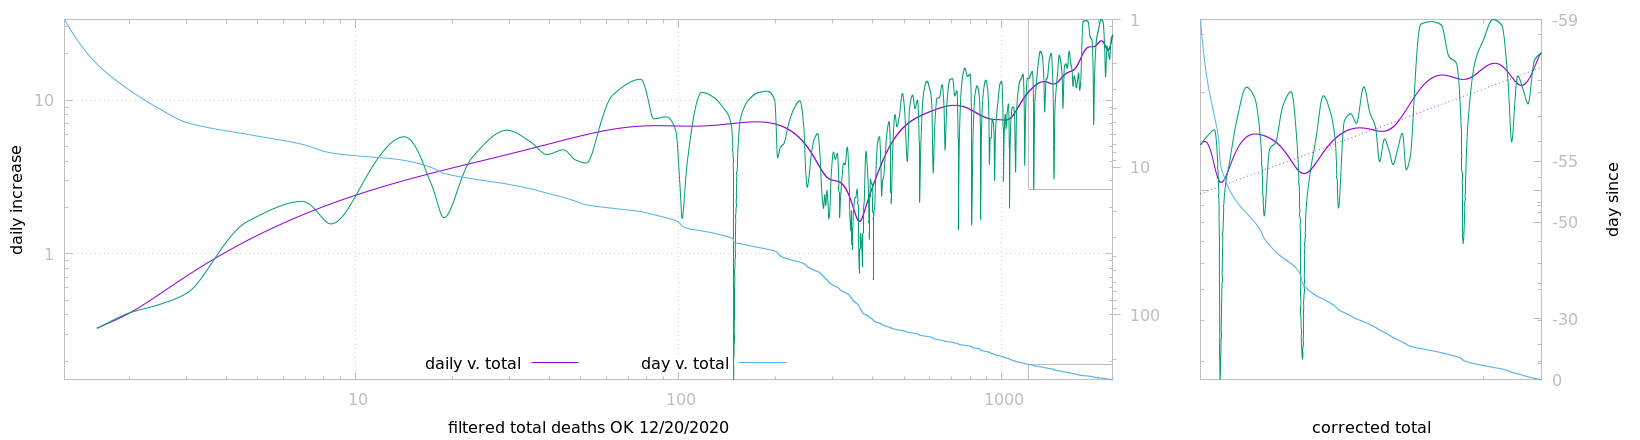 1
-59
10
10
-55
daily increase
day since
-50
1
100
-30
daily v. total
day v. total
0
10
100
1000
filtered total deaths OK 12/20/2020
corrected total